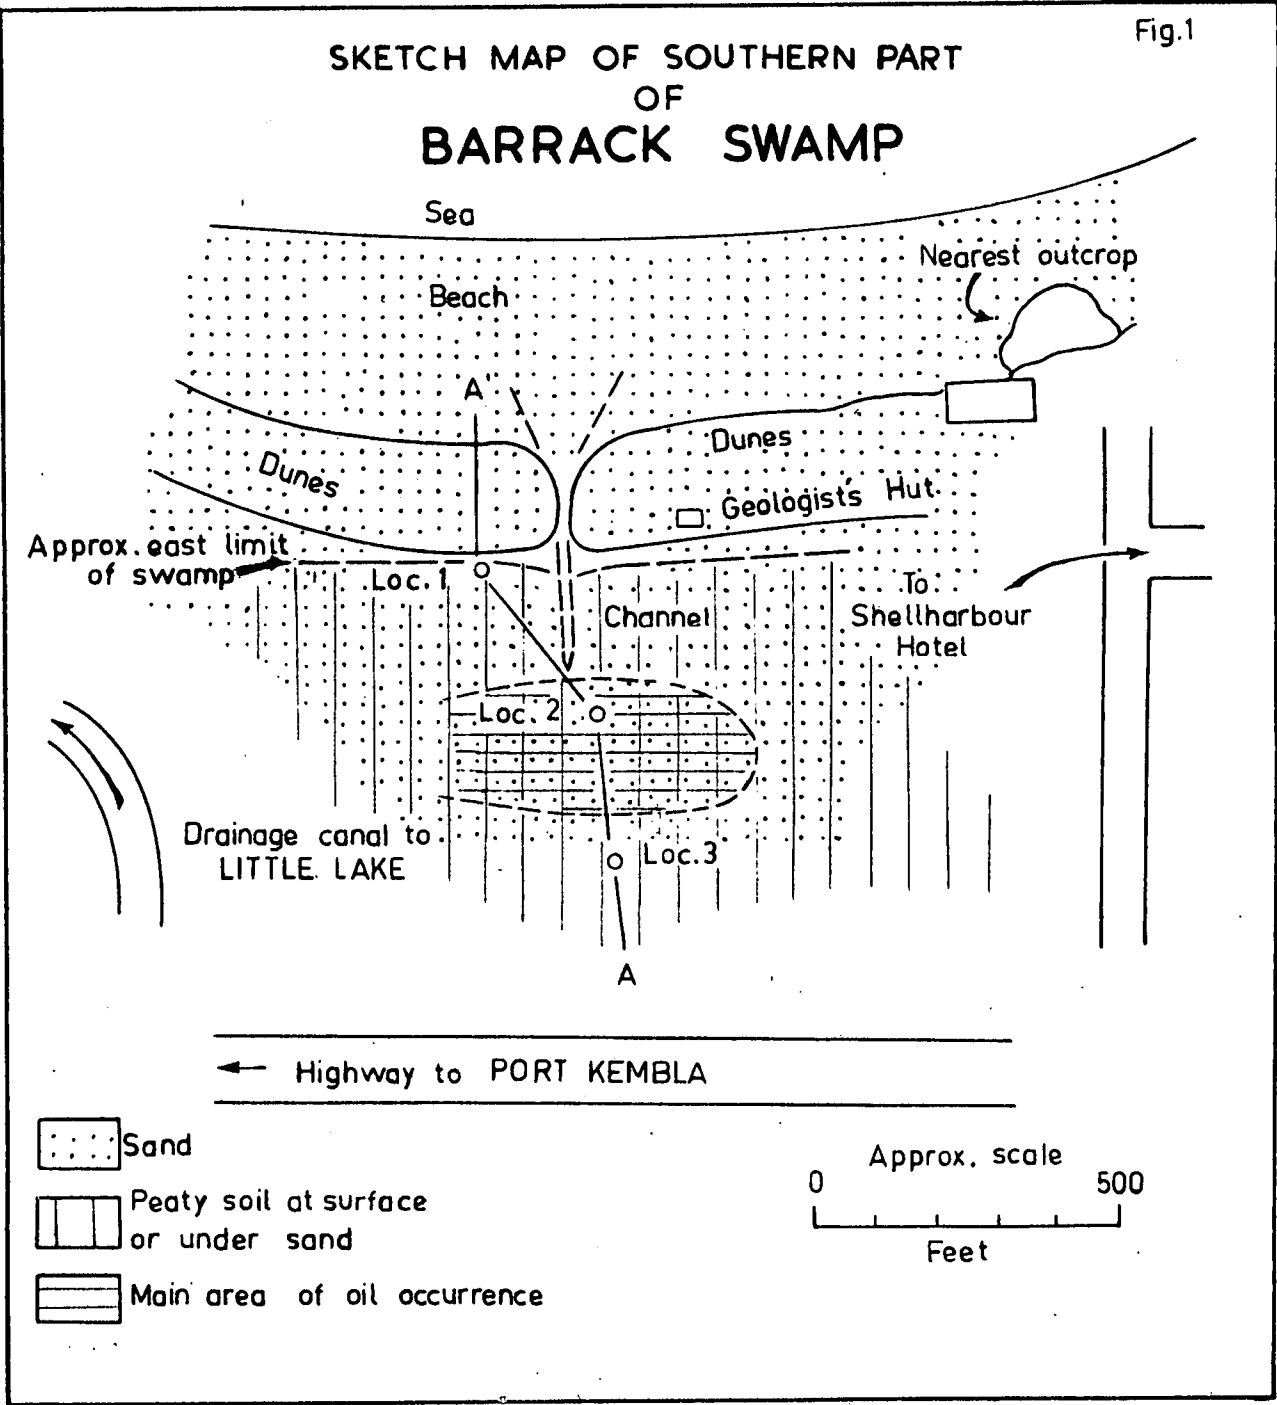 Fig.1
SKETCH MAP OF SOUTHERN PART
OF
BARRACK SWAMP
Sea
Nearest outcrop
Beach
A'
Dunes
Dunes
Geologist's Hut
Approx. east limit
of swamp
Loc. 1
To
Shellharbour
Hotel
Channel
Loc. 2
Drainage canal to
LITTLE LAKE
Loc. 3
A
Highway to PORT KEMBLA
Sand
Peaty soil at surface
or under sand
Main area of oil occurrence
Approx. scale
0 500
Feet